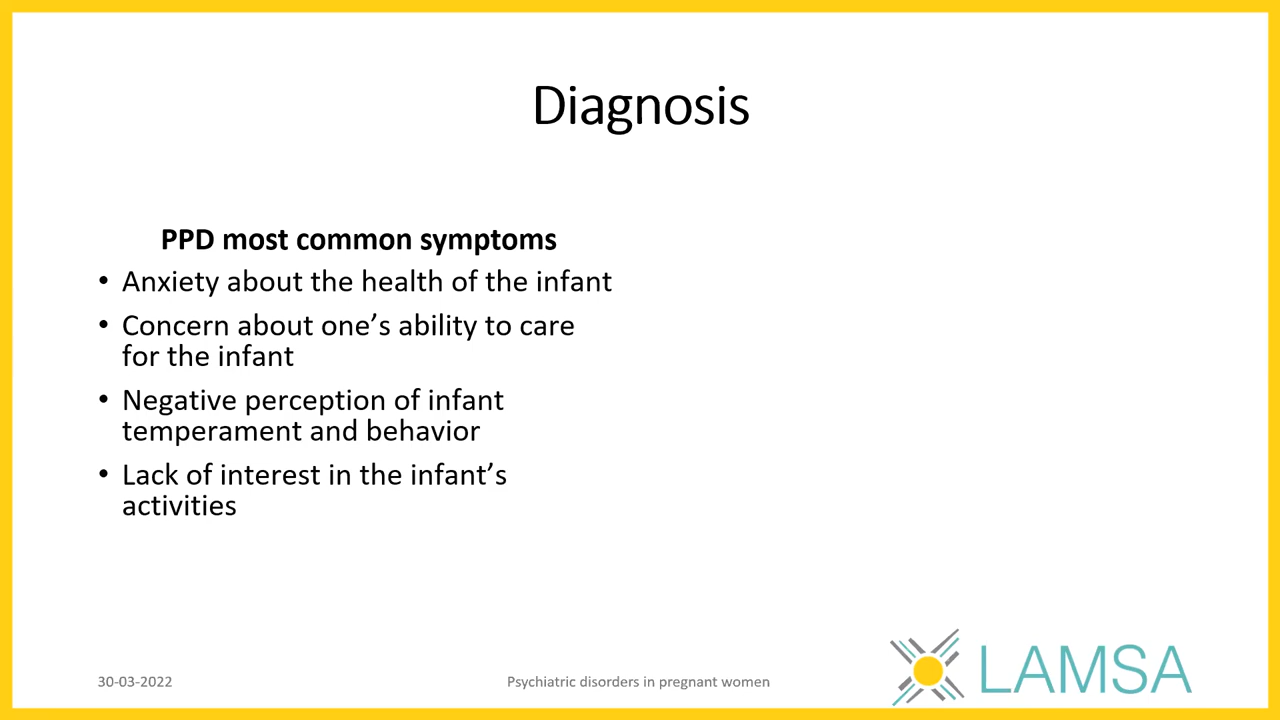 Diagnosis
PPD most common symptoms
• Anxiety about the health of the infant
• Concern about one’s ability to care
for the infant
• Negative perception of infant
temperament and behavior
• Lack of interest in the infant’s
activities
30-03-2022
Psychiatric disorders in pregnant women
LAMSA